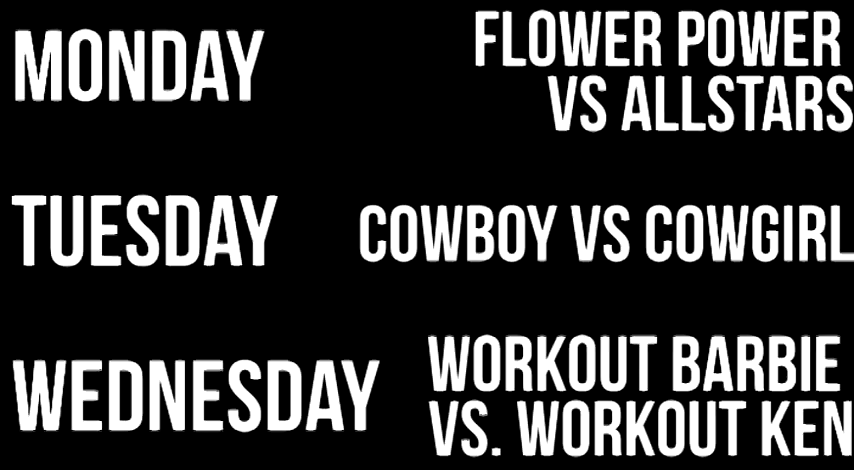 MONDAY
FLOWER POWER
VS ALLSTARS
TUESDAY
COWBOY VS COWGIRL
WEDNESDAY
WORKOUT BARBIE
VS. WORKOUT KEN